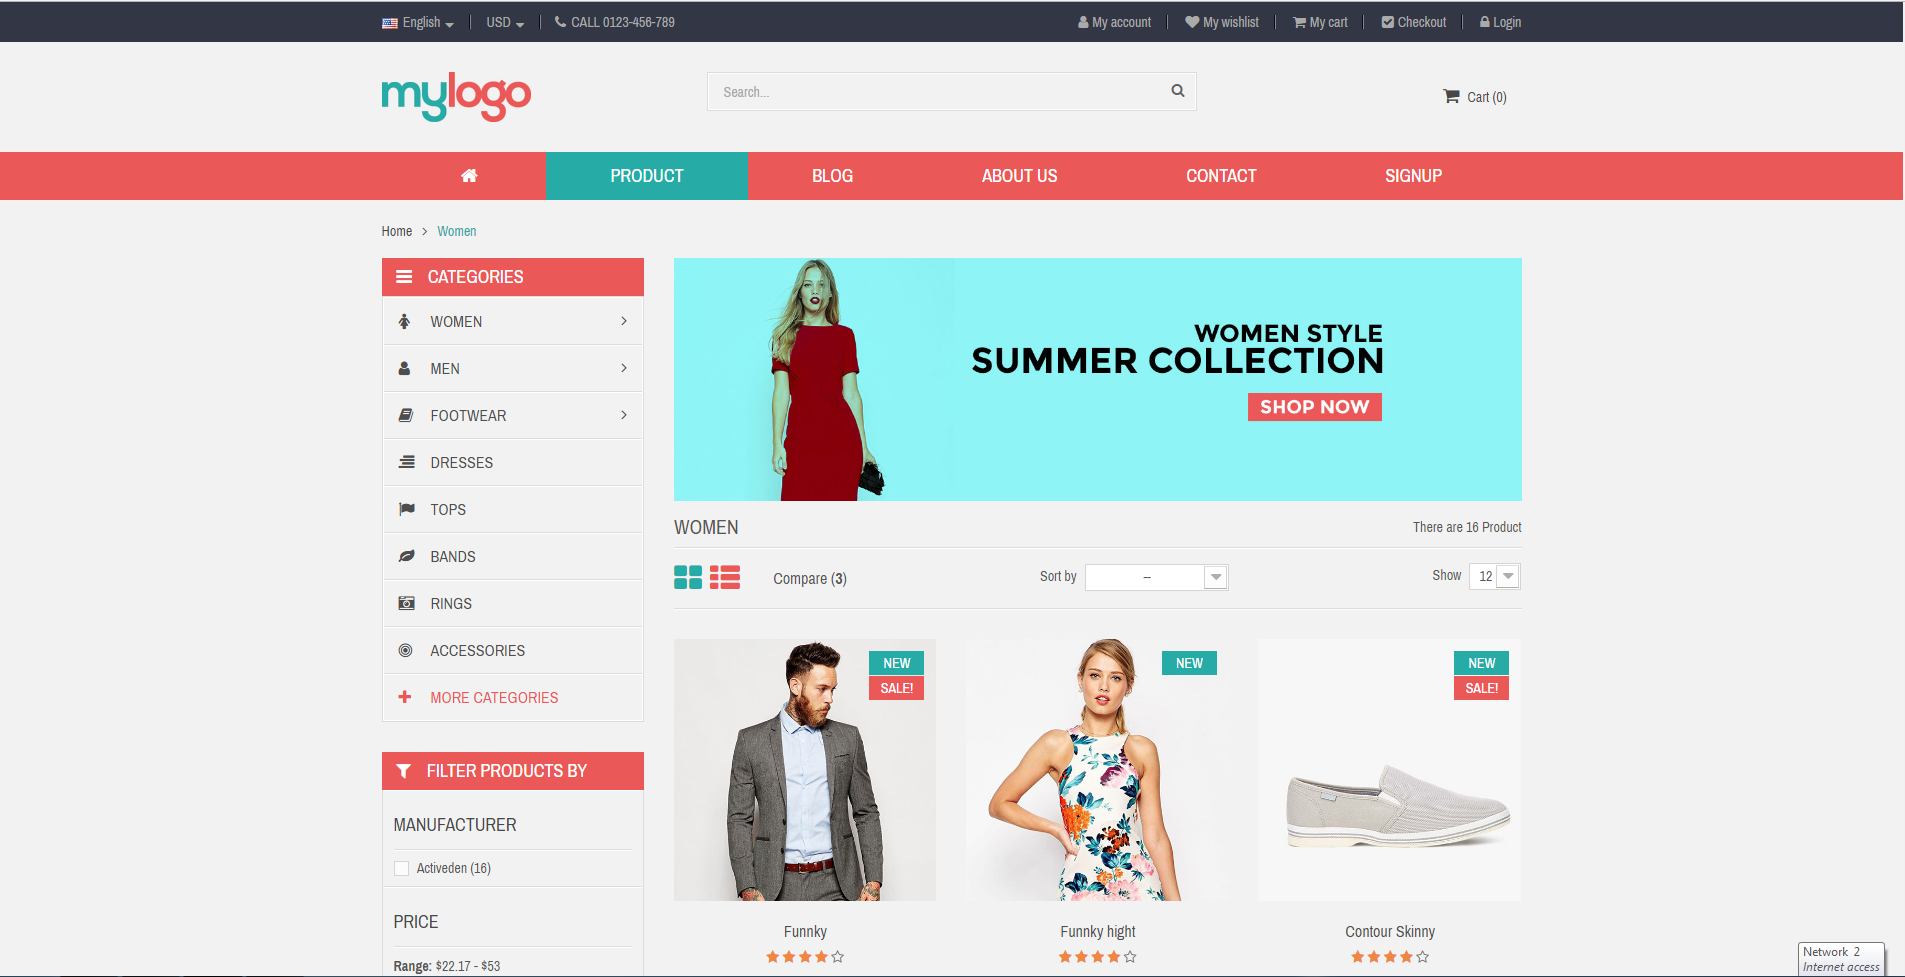 English
USD
CALL 0123-456-789
My account
My wishlist
My cart
Checkout
Login
mylogo
Search...
Cart (0)
PRODUCT
BLOG
ABOUT US
CONTACT
SIGNUP
Home > Women
CATEGORIES
WOMEN
MEN
FOOTWEAR
DRESSES
TOPS
BANDS
RINGS
ACCESSORIES
MORE CATEGORIES
FILTER PRODUCTS BY
MANUFACTURER
Activeden (16)
PRICE
Range: $22.17 - $53
WOMEN STYLE
SUMMER COLLECTION
SHOP NOW
WOMEN
There are 16 Product
Compare (3)
Sort by
--
Show
12
NEW
SALE!
NEW
NEW
SALE!
Funnky
Funnky hight
Contour Skinny
Network 2
Internet access